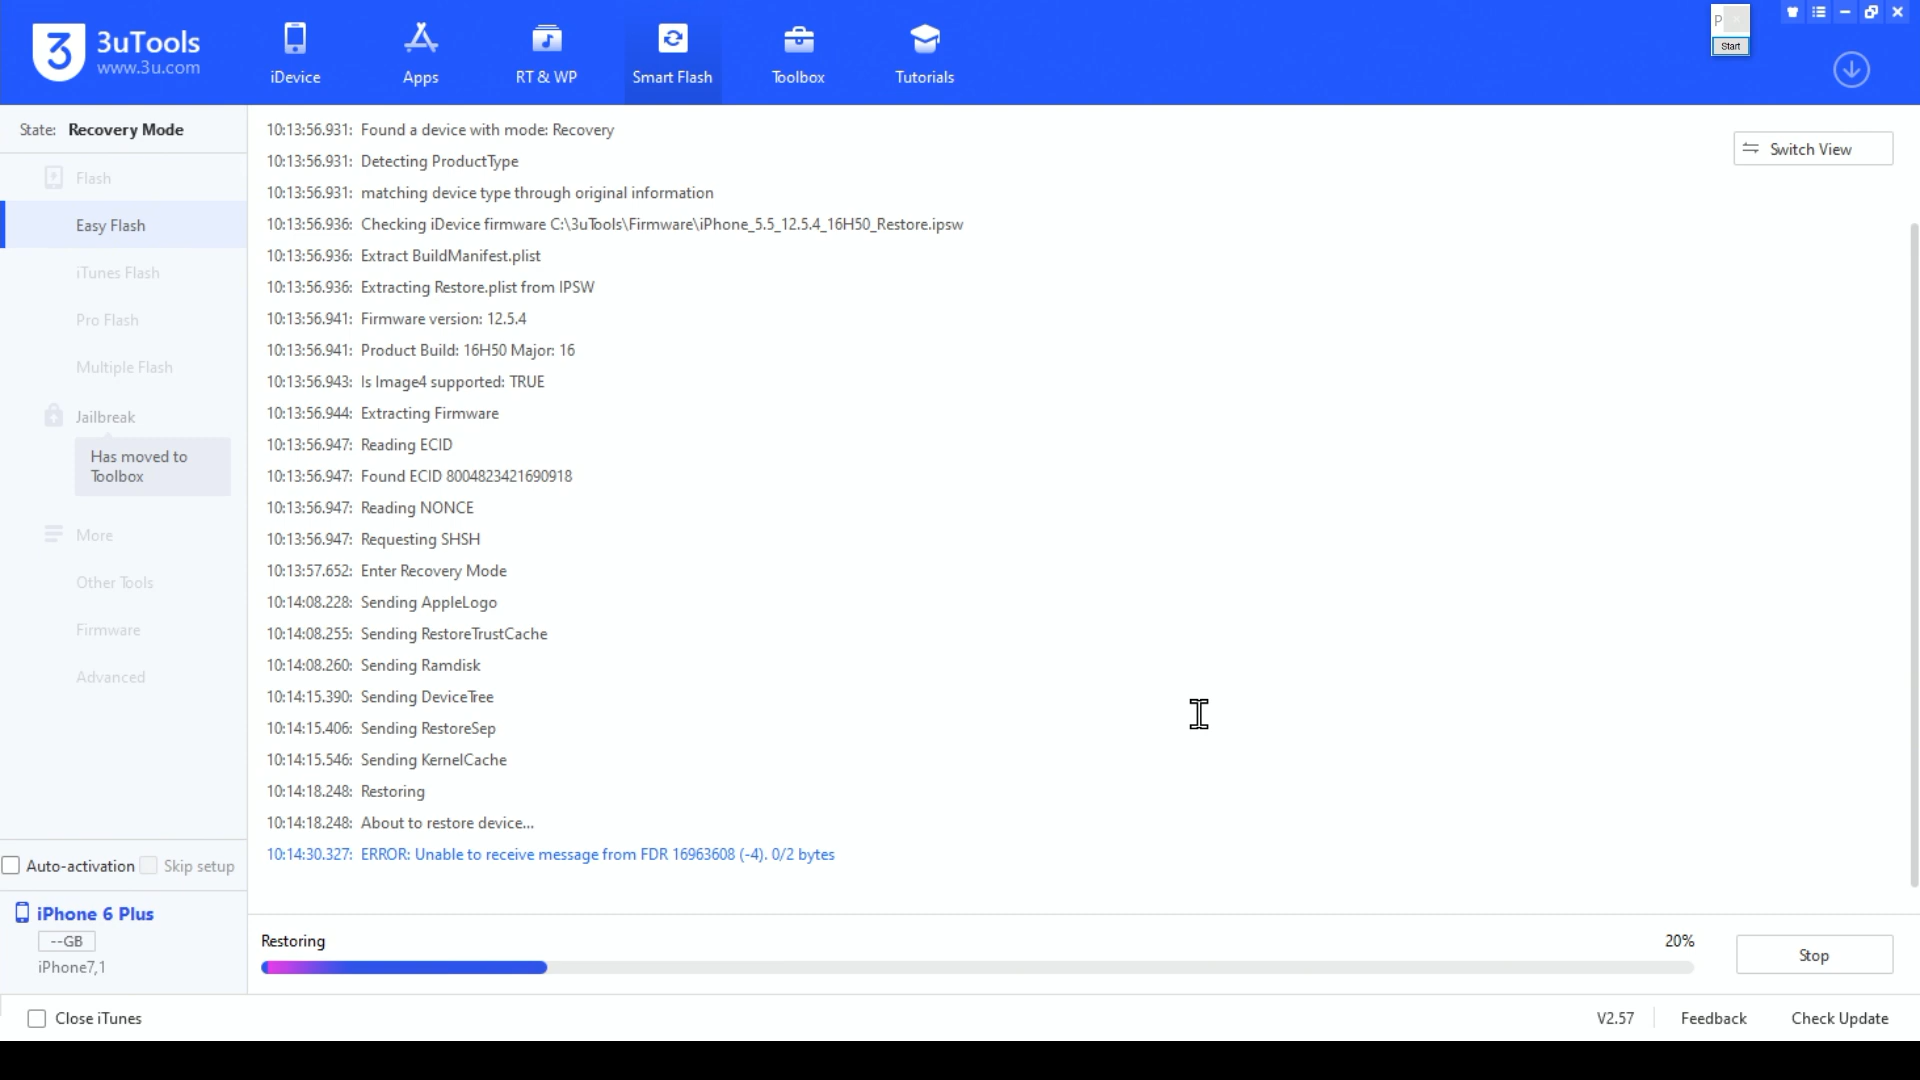 3 3uTools
www.3u.com
iDevice
Apps
RT & WP
Smart Flash
Toolbox
Tutorials
P
Start
State: Recovery Mode
Flash
Easy Flash
iTunes Flash
Pro Flash
Multiple Flash
Jailbreak
Has moved to
Toolbox
More
Other Tools
Firmware
Advanced
Auto-activation Skip setup
iPhone 6 Plus
--GB
iPhone7,1
Close iTunes
Switch View
10:13:56.931: Found a device with mode: Recovery
10:13:56.931: Detecting ProductType
10:13:56.931: matching device type through original information
10:13:56.936: Checking iDevice firmware C:\3uTools\Firmware\iPhone_5.5_12.5.4_16H50_Restore.ipsw
10:13:56.936: Extract BuildManifest.plist
10:13:56.936: Extracting Restore.plist from IPSW
10:13:56.941: Firmware version: 12.5.4
10:13:56.941: Product Build: 16H50 Major: 16
10:13:56.943: Is Image4 supported: TRUE
10:13:56.944: Extracting Firmware
10:13:56.947: Reading ECID
10:13:56.947: Found ECID 8004823421690918
10:13:56.947: Reading NONCE
10:13:56.947: Requesting SHSH
10:13:57.652: Enter Recovery Mode
10:14:08.228: Sending AppleLogo
10:14:08.255: Sending RestoreTrustCache
10:14:08.260: Sending Ramdisk
10:14:15.390: Sending DeviceTree
10:14:15.406: Sending RestoreSep
10:14:15.546: Sending KernelCache
10:14:18.248: Restoring
10:14:18.248: About to restore device...
10:14:30.327: ERROR: Unable to receive message from FDR 16963608 (-4). 0/2 bytes
Restoring
20%
Stop
V2.57
Feedback
Check Update